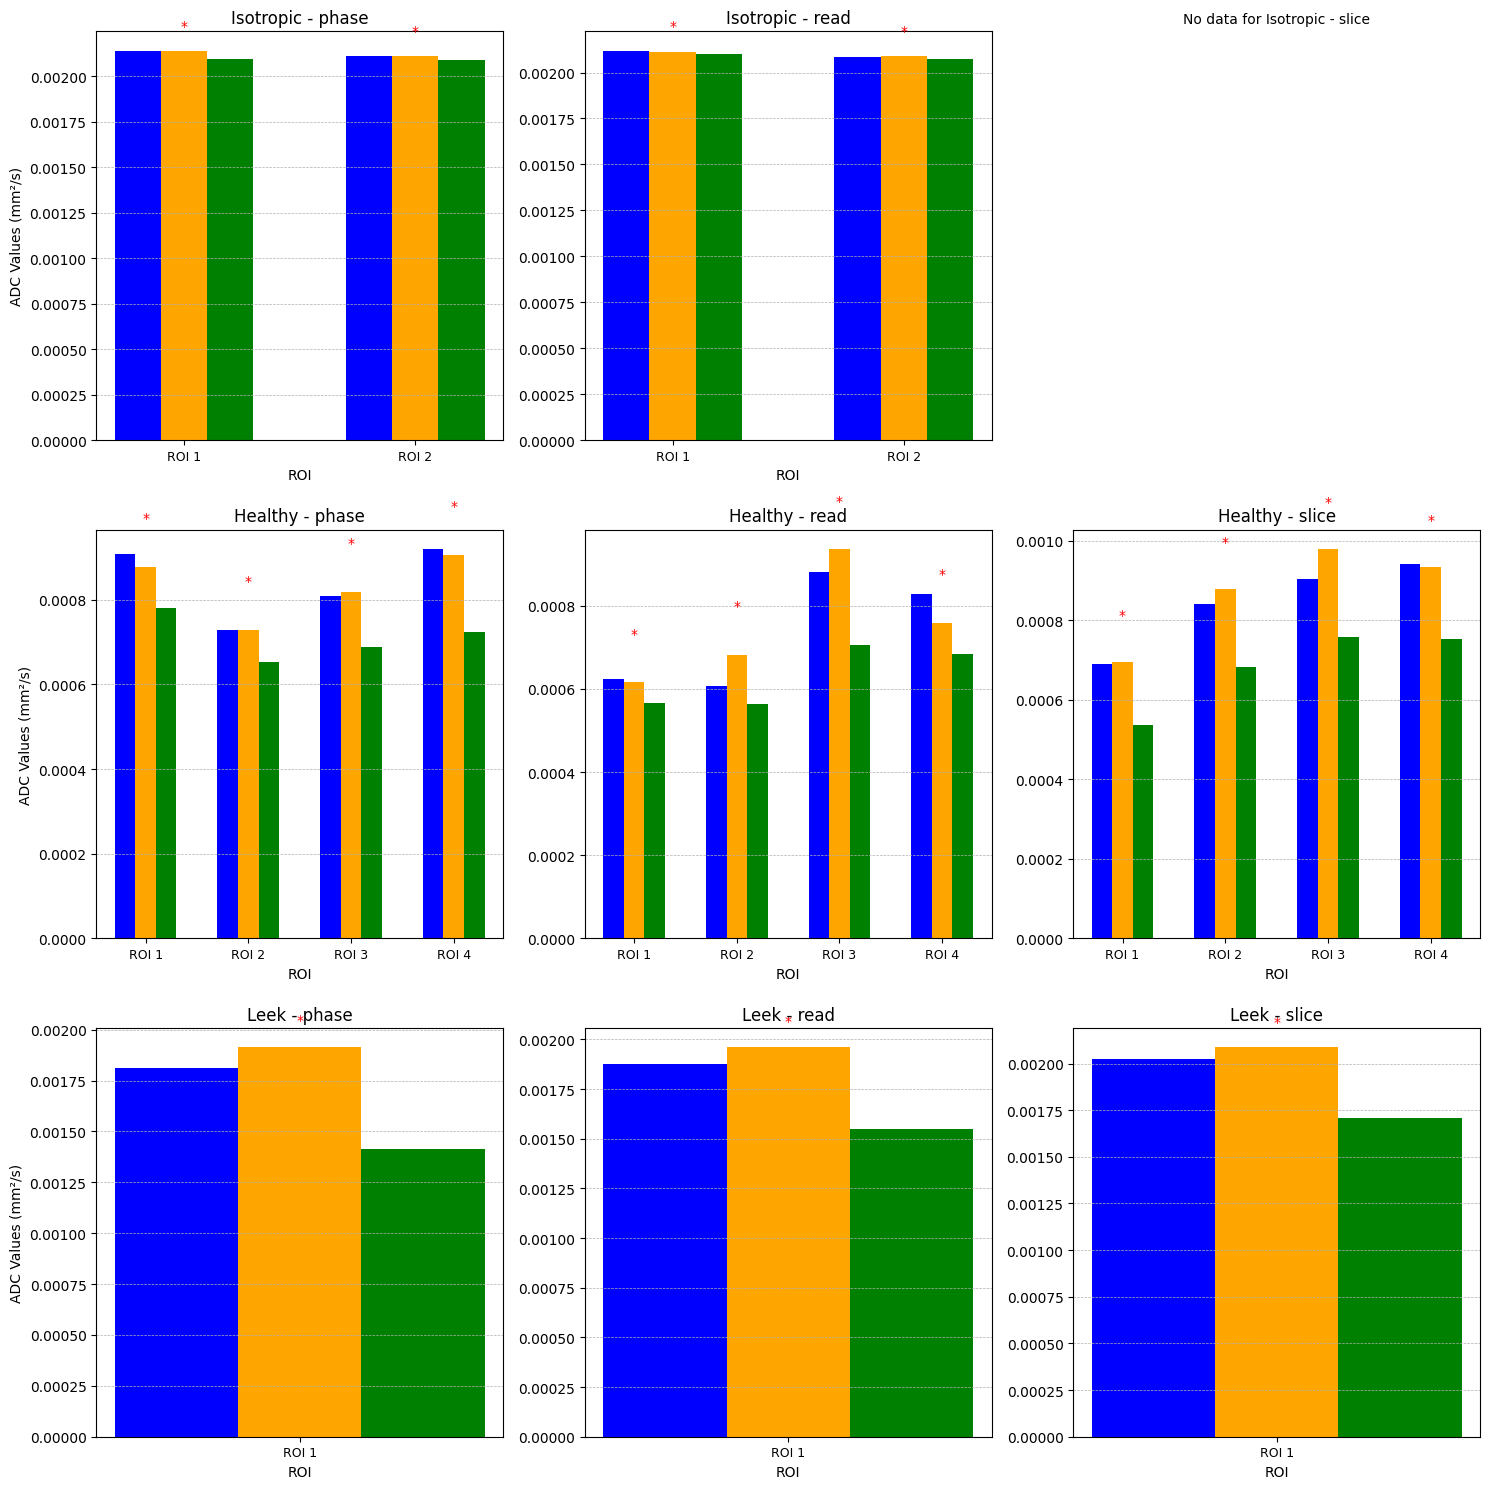 Isotropic - phase
*
*
0.00200
0.00175
0.00150
0.00125
0.00100
0.00075
0.00050
0.00025
0.00000
ADC Values (mm²/s)
ROI 1
ROI 2
ROI
Isotropic - read
*
*
0.00200
0.00175
0.00150
0.00125
0.00100
0.00075
0.00050
0.00025
0.00000
ROI 1
ROI 2
ROI
No data for Isotropic - slice
Healthy - phase
*
*
*
*
0.0008
0.0006
0.0004
0.0002
0.0000
ADC Values (mm²/s)
ROI 1
ROI 2
ROI 3
ROI 4
ROI
Healthy - read
*
*
*
*
0.0008
0.0006
0.0004
0.0002
0.0000
ROI 1
ROI 2
ROI 3
ROI 4
ROI
Healthy - slice
*
*
*
*
0.0010
0.0008
0.0006
0.0004
0.0002
0.0000
ROI 1
ROI 2
ROI 3
ROI 4
ROI
Leek - phase
*
0.00200
0.00175
0.00150
0.00125
0.00100
0.00075
0.00050
0.00025
0.00000
ADC Values (mm²/s)
ROI 1
ROI
Leek - read
*
0.00200
0.00175
0.00150
0.00125
0.00100
0.00075
0.00050
0.00025
0.00000
ROI 1
ROI
Leek - slice
*
0.00200
0.00175
0.00150
0.00125
0.00100
0.00075
0.00050
0.00025
0.00000
ROI 1
ROI